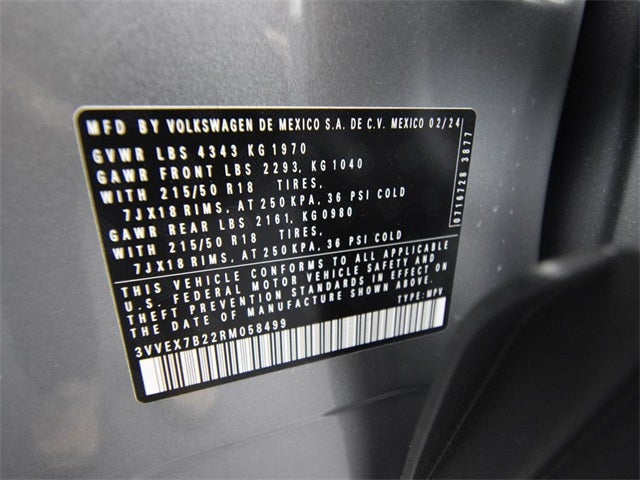 MFD BY VOLKSWAGEN DE MEXICO S.A. DE C.V. MEXICO 02/24
GVWR LBS 4343 KG 1970
GAWR FRONT LBS 2293, KG 1040
WITH 215/50 R18 TIRES,
7JX18 RIMS, AT 250 KPA, 36 PSI COLD
GAWR REAR LBS 2161, KG 0980
WITH 215/50 R18 TIRES,
7JX18 RIMS, AT 250 KPA, 36 PSI COLD
THIS VEHICLE CONFORMS TO ALL APPLICABLE
U.S. FEDERAL MOTOR VEHICLE SAFETY AND
THEFT PREVENTION STANDARDS IN EFFECT ON
THE DATE OF MANUFACTURE SHOWN ABOVE.
3VVEX7B22RM058499 TYPE: MPV
0716728 3877